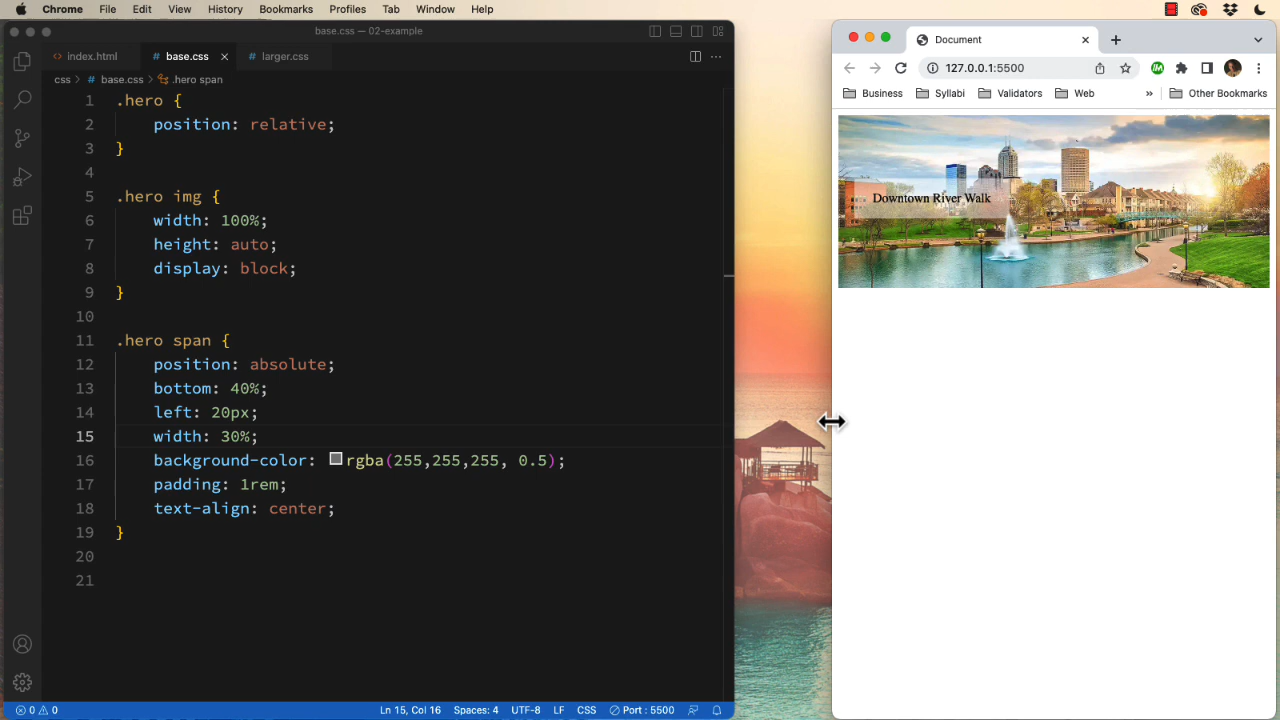 Chrome File Edit View History Bookmarks Profiles Tab Window Help
base.css — 02-example
index.html
# base.css
# larger.css
css > # base.css > .hero span
1 .hero {
2 position: relative;
3 }
4
5 .hero img {
6 width: 100%;
7 height: auto;
8 display: block;
9 }
10
11 .hero span {
12 position: absolute;
13 bottom: 40%;
14 left: 20px;
15 width: 30%;
16 background-color: rgba(255,255,255, 0.5);
17 padding: 1rem;
18 text-align: center;
19 }
20
21
0 0 Ln 15, Col 16 Spaces: 4 UTF-8 LF CSS Port : 5500
Document
127.0.0.1:5500
Business Syllabi Validators Web » Other Bookmarks
Downtown River Walk